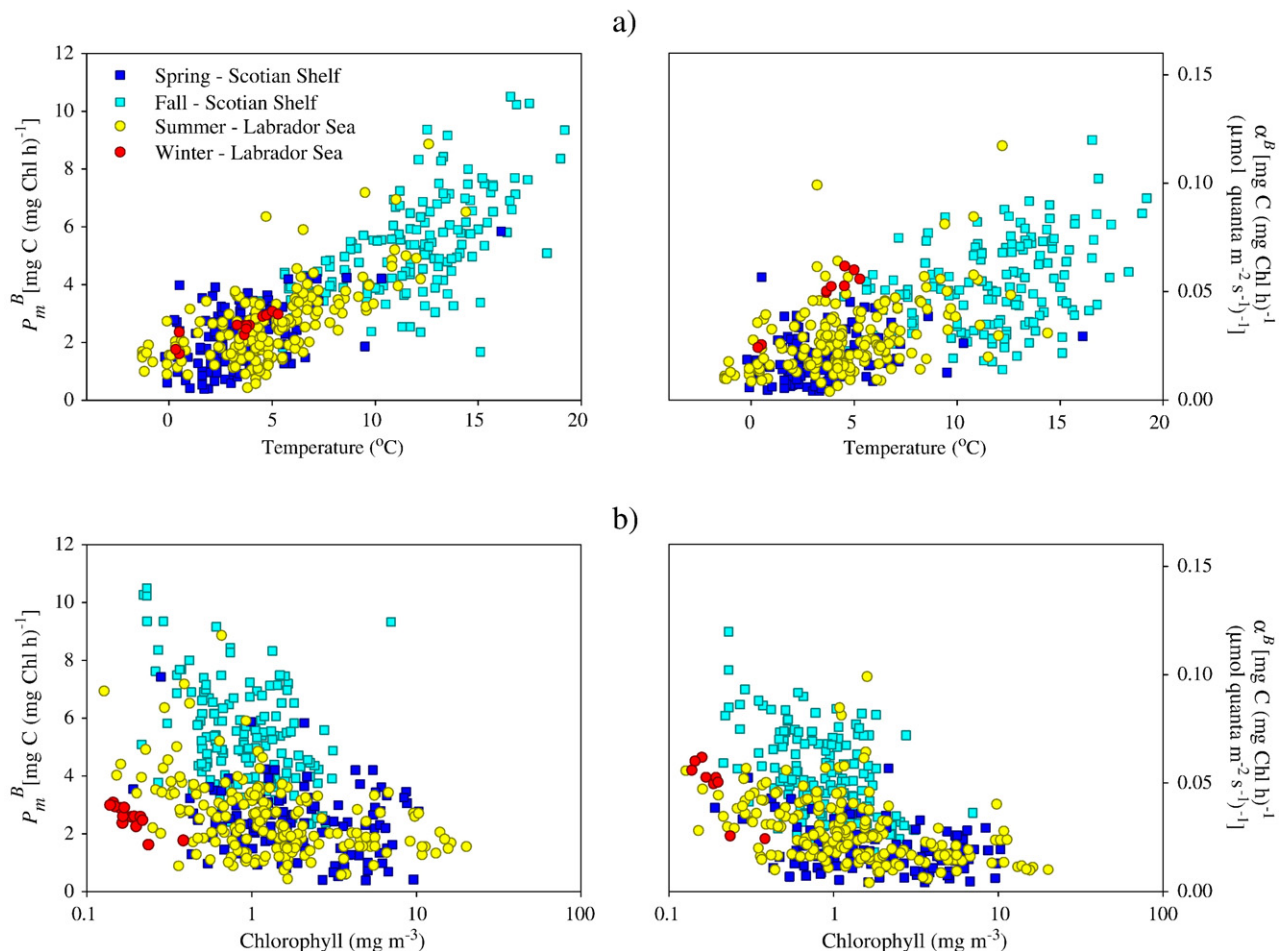 a)
12
10
8
6
4
2
0
P_m^B [mg C (mg Chl h)^-1]
Spring - Scotian Shelf
Fall - Scotian Shelf
Summer - Labrador Sea
Winter - Labrador Sea
0 5 10 15 20
Temperature (°C)
0.15
0.10
0.05
0.00
α^B [mg C (mg Chl h)^-1
(μmol quanta m^-2 s^-1)^-1]
0 5 10 15 20
Temperature (°C)
b)
12
10
8
6
4
2
0
P_m^B [mg C (mg Chl h)^-1]
0.1 1 10 100
Chlorophyll (mg m^-3)
0.15
0.10
0.05
0.00
α^B [mg C (mg Chl h)^-1
(μmol quanta m^-2 s^-1)^-1]
0.1 1 10 100
Chlorophyll (mg m^-3)